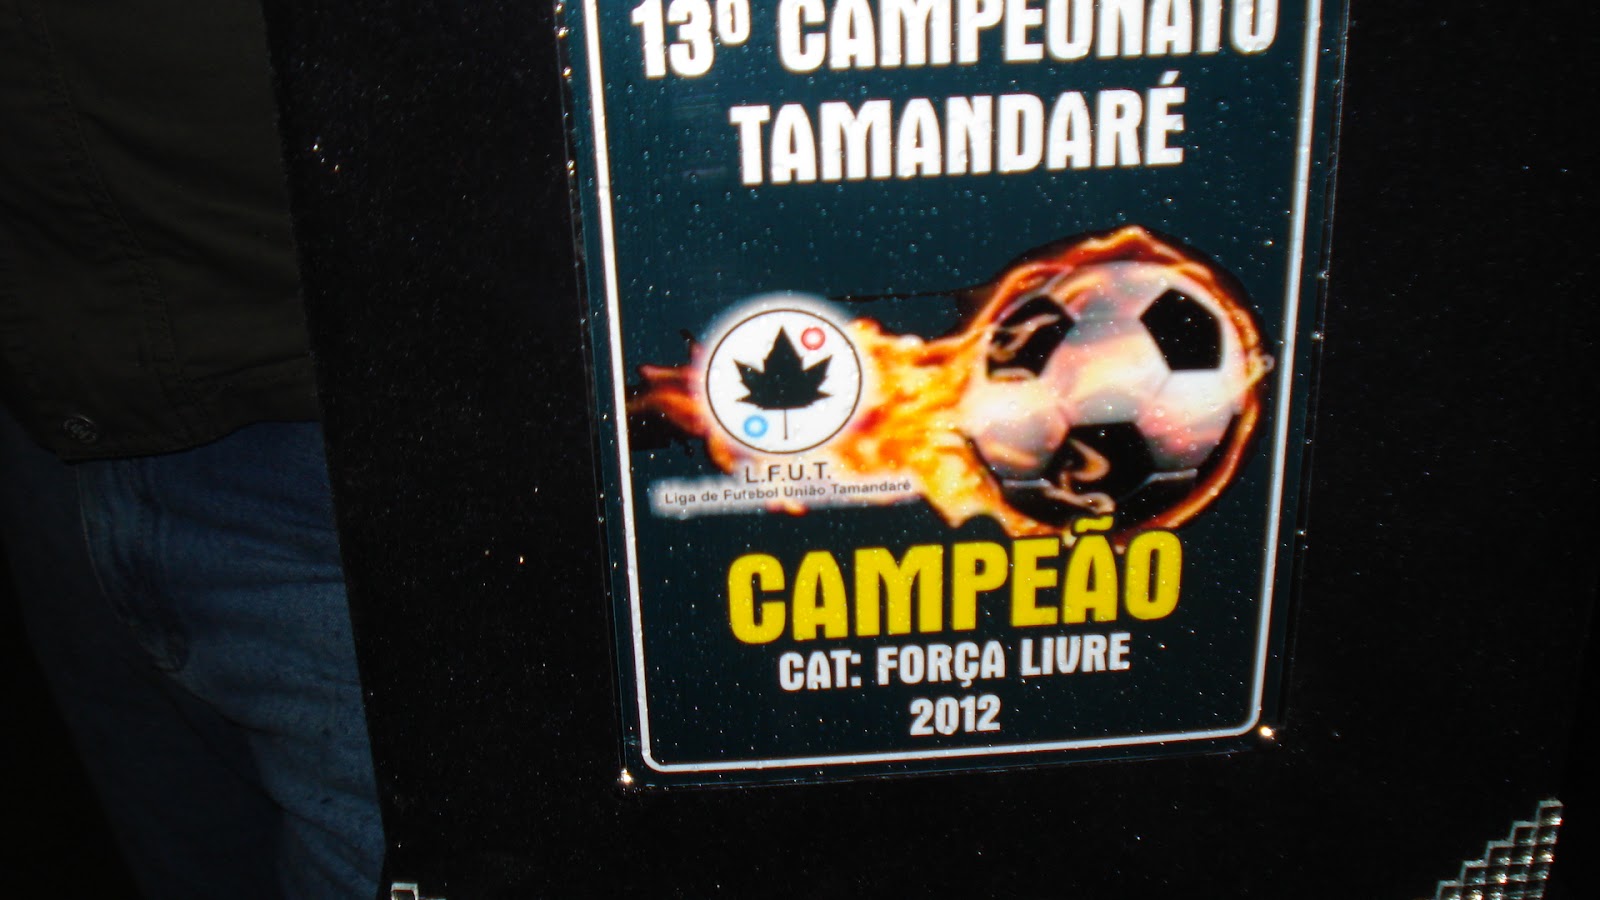 13º CAMPEONATO
TAMANDARÉ
L.F.U.T.
Liga de Futebol União Tamandaré
CAMPEÃO
CAT: FORÇA LIVRE
2012